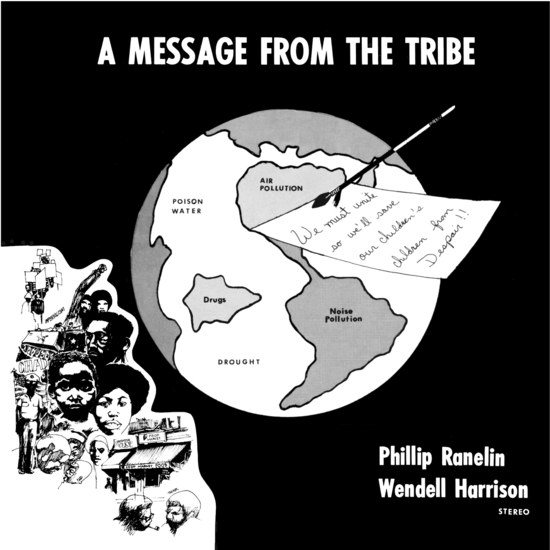 A MESSAGE FROM THE TRIBE
AIR
POLLUTION
POISON
WATER
We must unite
so we'll save
our children's
children from
Despair!!
Drugs
Noise
Pollution
DROUGHT
Phillip Ranelin
Wendell Harrison
STEREO